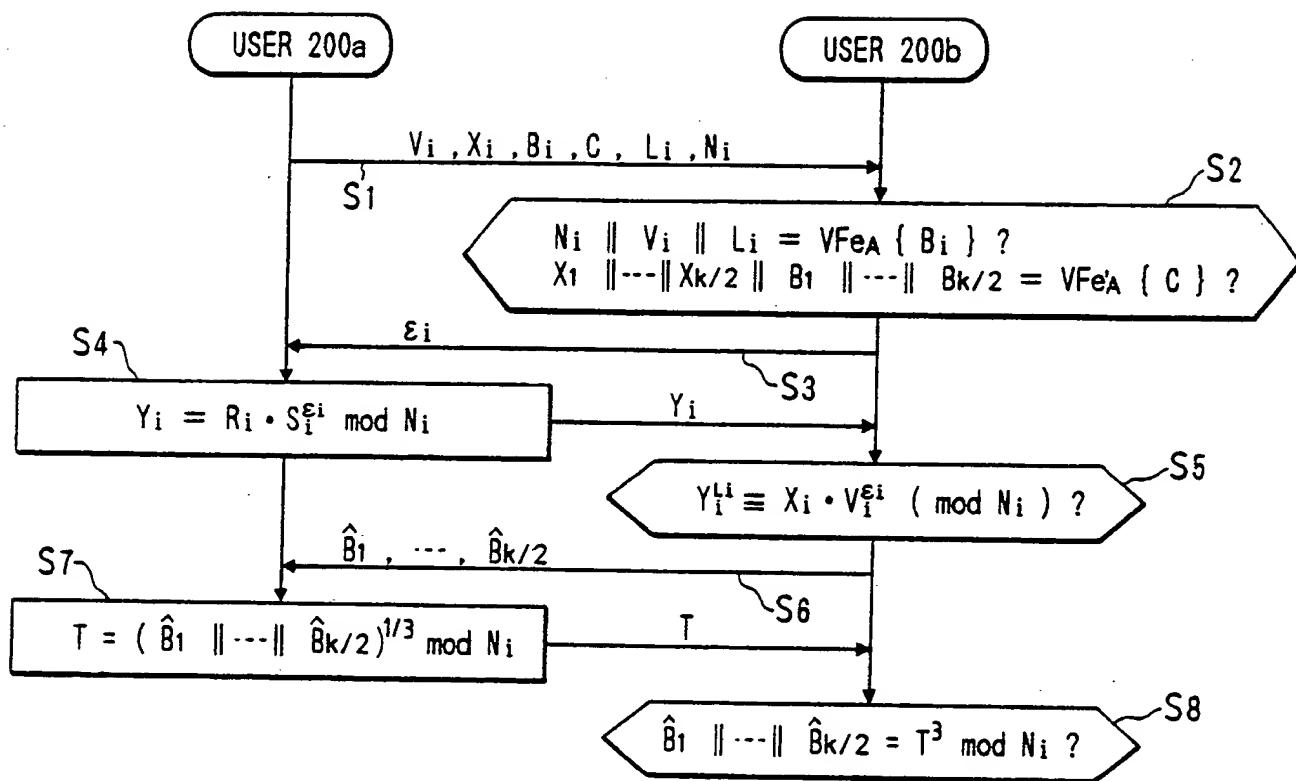 USER 200a
USER 200b
Vi , Xi , Bi , C , Li , Ni
S1
S2
Ni ‖ Vi ‖ Li = VFeA { Bi } ?
X1 ‖---‖ Xk/2 ‖ B1 ‖---‖ Bk/2 = VFe'A { C } ?
εi
S3
S4
Yi = Ri · Si^εi mod Ni
Yi
S5
Yi^Li ≡ Xi · Vi^εi ( mod Ni ) ?
B̂1 , --- , B̂k/2
S6
S7
T = ( B̂1 ‖---‖ B̂k/2 )^1/3 mod Ni
T
S8
B̂1 ‖---‖ B̂k/2 = T^3 mod Ni ?